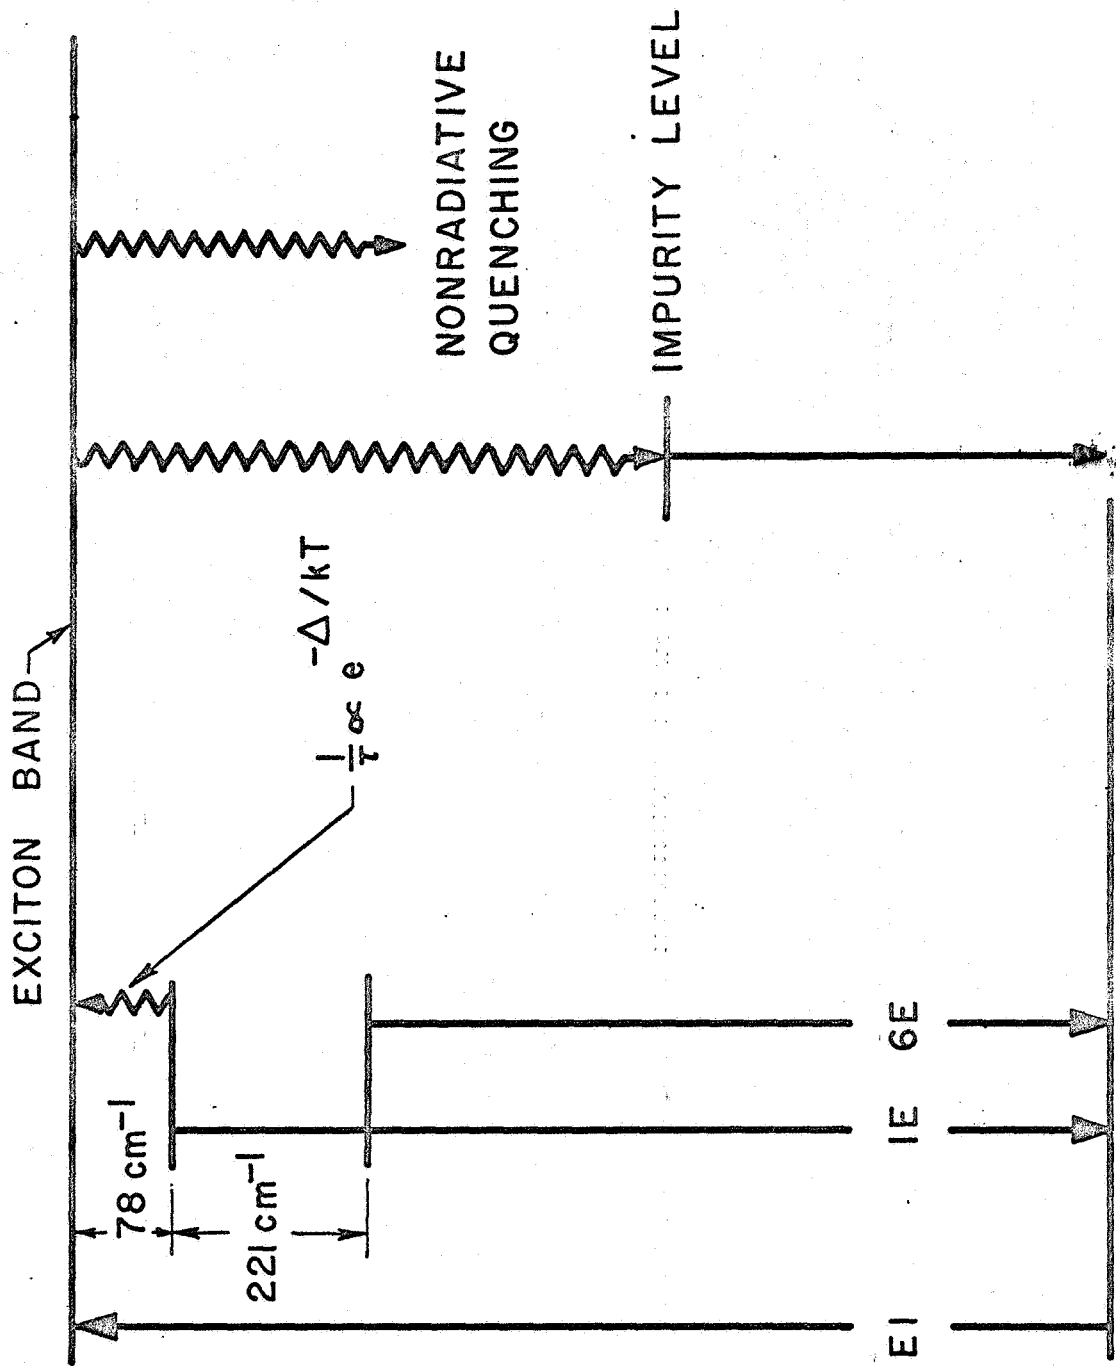 EXCITON BAND
78 cm⁻¹
221 cm⁻¹
1/τ ∝ e^-Δ/kT
NONRADIATIVE
QUENCHING
IMPURITY LEVEL
E1
1E
6E